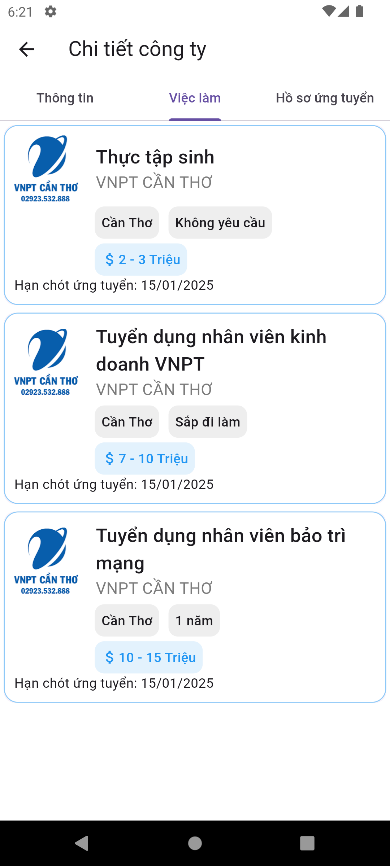 6:21
Chi tiết công ty
Thông tin
Việc làm
Hồ sơ ứng tuyển
VNPT CẦN THƠ
02923.532.888
Thực tập sinh
VNPT CẦN THƠ
Cần Thơ
Không yêu cầu
$ 2 - 3 Triệu
Hạn chót ứng tuyển: 15/01/2025
VNPT CẦN THƠ
02923.532.888
Tuyển dụng nhân viên kinh
doanh VNPT
VNPT CẦN THƠ
Cần Thơ
Sắp đi làm
$ 7 - 10 Triệu
Hạn chót ứng tuyển: 15/01/2025
VNPT CẦN THƠ
02923.532.888
Tuyển dụng nhân viên bảo trì
mạng
VNPT CẦN THƠ
Cần Thơ
1 năm
$ 10 - 15 Triệu
Hạn chót ứng tuyển: 15/01/2025